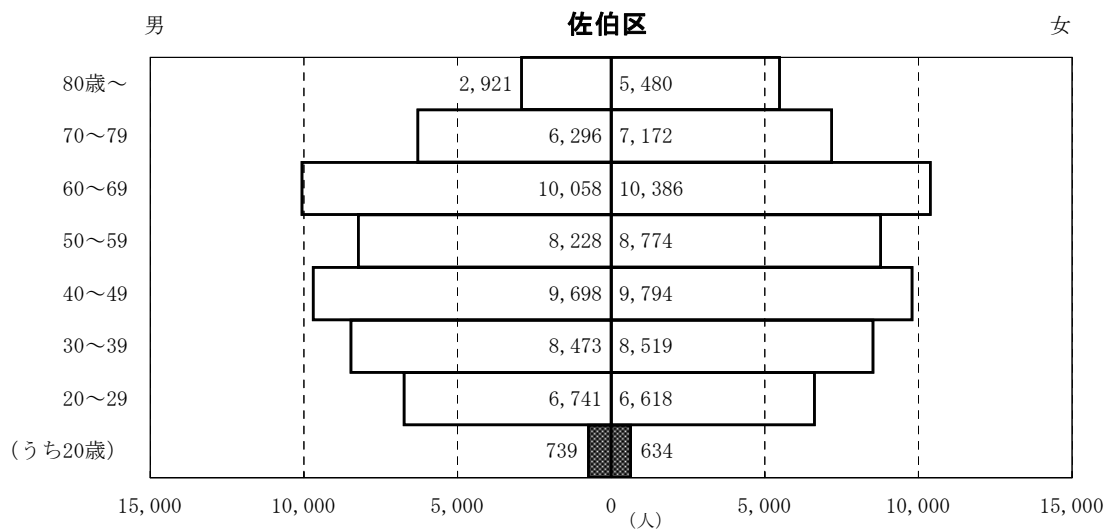 佐伯区
男 女
80歳～ 2,921 5,480
70～79 6,296 7,172
60～69 10,058 10,386
50～59 8,228 8,774
40～49 9,698 9,794
30～39 8,473 8,519
20～29 6,741 6,618
(うち20歳) 739 634
15,000 10,000 5,000 0 5,000 10,000 15,000
(人)